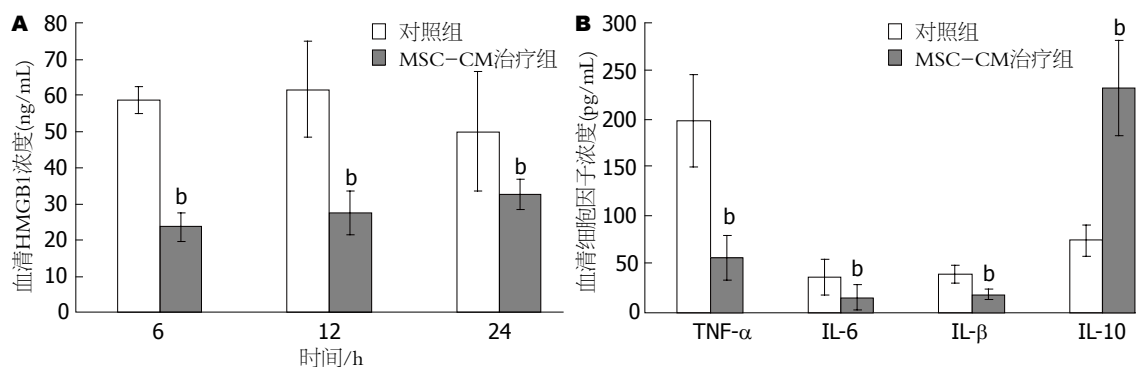 A
血清HMGB1浓度(ng/mL)
80
70
60
50
40
30
20
10
0
对照组
MSC-CM治疗组
b
b
b
6
12
24
时间/h
B
血清细胞因子浓度(pg/mL)
300
250
200
150
100
50
0
对照组
MSC-CM治疗组
b
b
b
b
TNF-α
IL-6
IL-β
IL-10